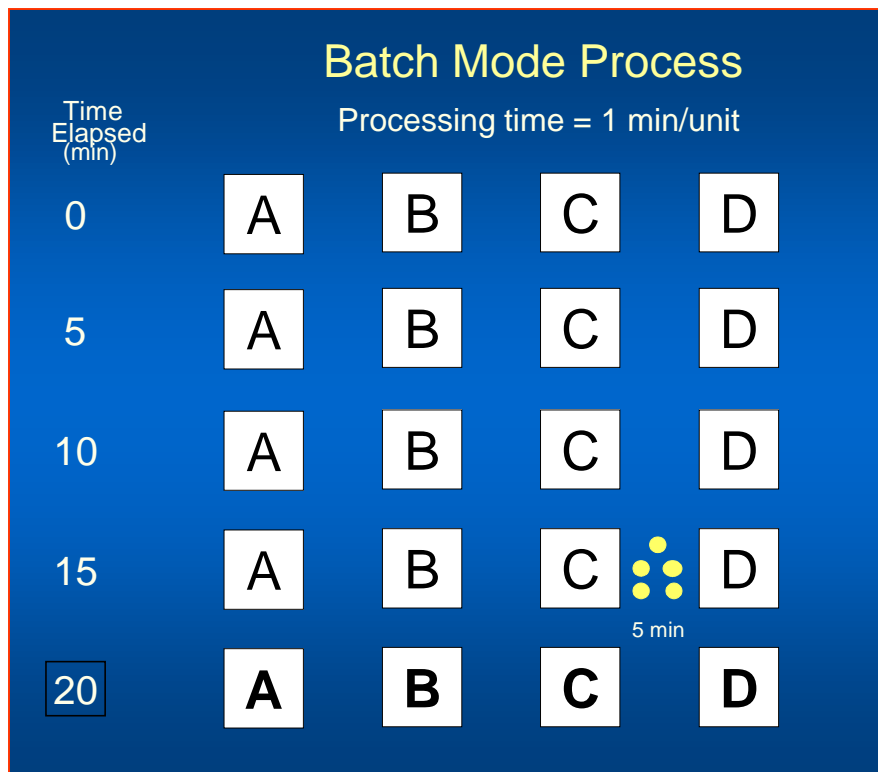 Batch Mode Process
Time
Elapsed
(min)
Processing time = 1 min/unit
0 A B C D
5 A B C D
10 A B C D
15 A B C D
5 min
20 A B C D